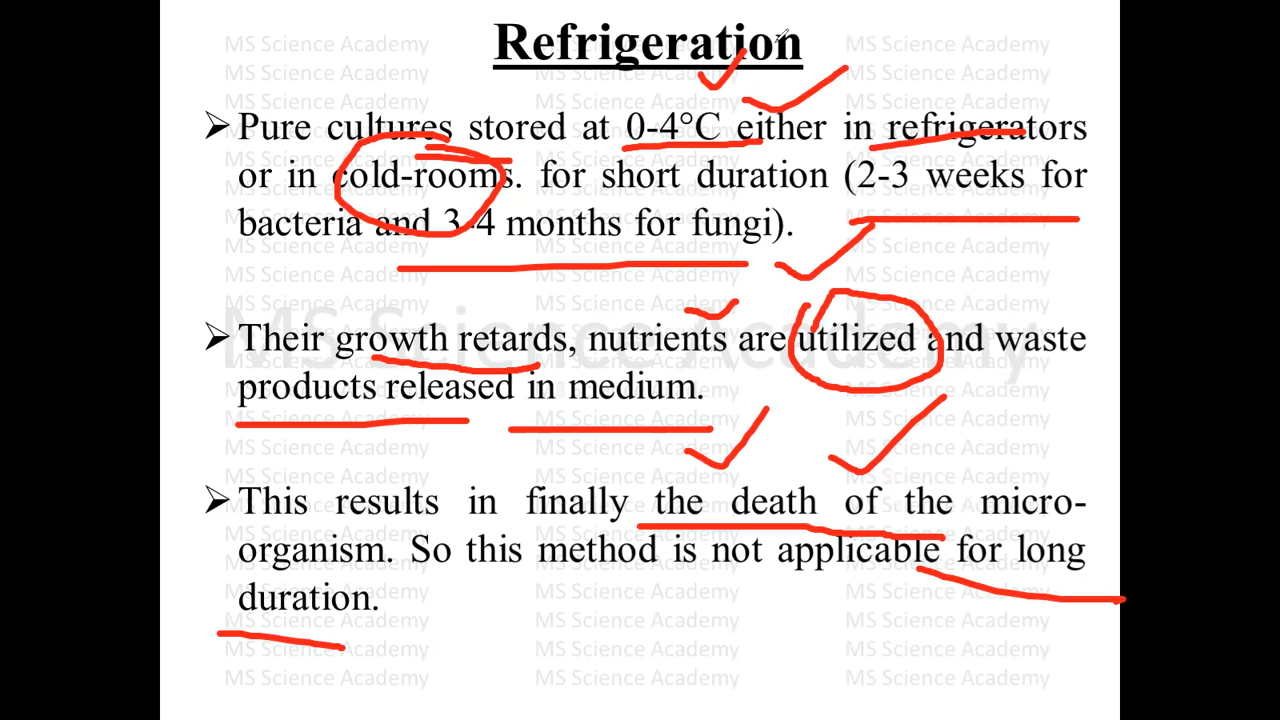 Refrigeration
➢ Pure cultures stored at 0-4°C either in refrigerators
or in cold-rooms. for short duration (2-3 weeks for
bacteria and 3-4 months for fungi).
➢ Their growth retards, nutrients are utilized and waste
products released in medium.
➢ This results in finally the death of the micro-
organism. So this method is not applicable for long
duration.
MS Science Academy